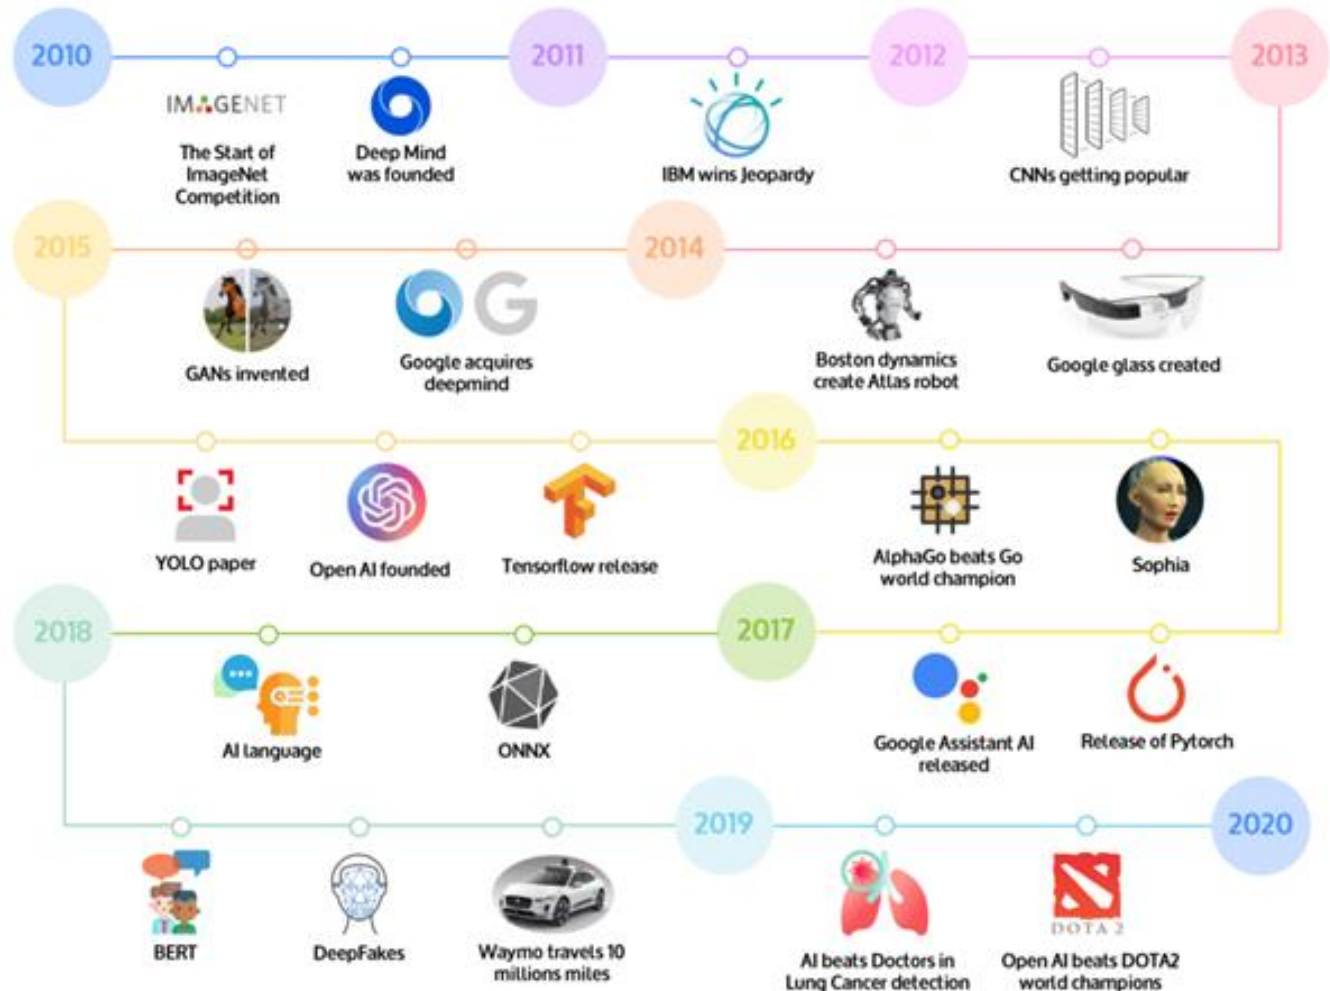 2010
2011
2012
2013
IMAGENET
The Start of
ImageNet
Competition
Deep Mind
was founded
IBM wins Jeopardy
CNNs getting popular
2015
2014
GANs invented
Google acquires
deepmind
Boston dynamics
create Atlas robot
Google glass created
2016
YOLO paper
Open AI founded
Tensorflow release
AlphaGo beats Go
world champion
Sophia
2018
2017
AI language
ONNX
Google Assistant AI
released
Release of Pytorch
2019
2020
BERT
DeepFakes
Waymo travels 10
millions miles
AI beats Doctors in
Lung Cancer detection
DOTA 2
Open AI beats DOTA2
world champions